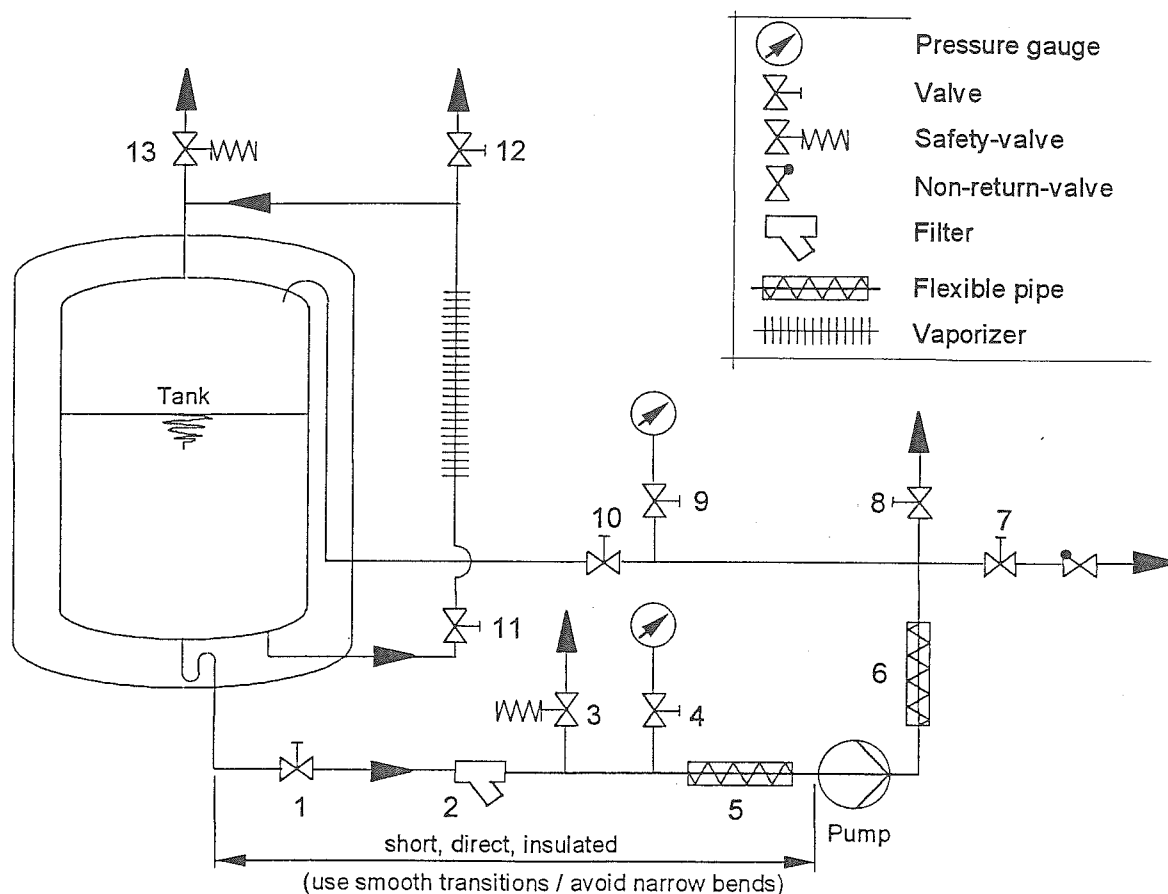 Pressure gauge
Valve
Safety-valve
Non-return-valve
Filter
Flexible pipe
Vaporizer
13
12
Tank
9
10
8
7
11
6
3
4
1
2
5
Pump
short, direct, insulated
(use smooth transitions / avoid narrow bends)